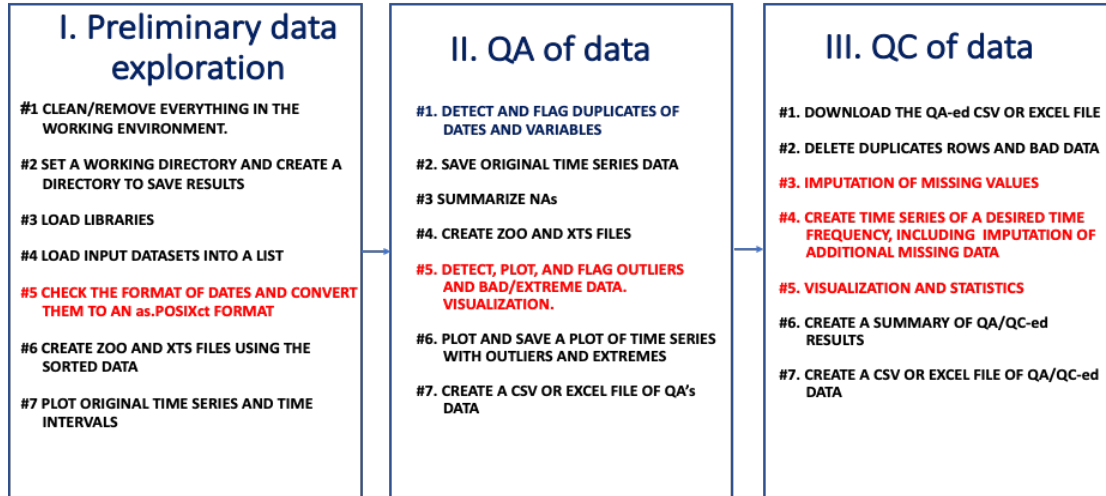 I. Preliminary data
exploration
#1 CLEAN/REMOVE EVERYTHING IN THE
WORKING ENVIRONMENT.
#2 SET A WORKING DIRECTORY AND CREATE A
DIRECTORY TO SAVE RESULTS
#3 LOAD LIBRARIES
#4 LOAD INPUT DATASETS INTO A LIST
#5 CHECK THE FORMAT OF DATES AND CONVERT
THEM TO AN as.POSIXct FORMAT
#6 CREATE ZOO AND XTS FILES USING THE
SORTED DATA
#7 PLOT ORIGINAL TIME SERIES AND TIME
INTERVALS
II. QA of data
#1. DETECT AND FLAG DUPLICATES OF
DATES AND VARIABLES
#2. SAVE ORIGINAL TIME SERIES DATA
#3 SUMMARIZE NAs
#4. CREATE ZOO AND XTS FILES
#5. DETECT, PLOT, AND FLAG OUTLIERS
AND BAD/EXTREME DATA.
VISUALIZATION.
#6. PLOT AND SAVE A PLOT OF TIME SERIES
WITH OUTLIERS AND EXTREMES
#7. CREATE A CSV OR EXCEL FILE OF QA's
DATA
III. QC of data
#1. DOWNLOAD THE QA-ed CSV OR EXCEL FILE
#2. DELETE DUPLICATES ROWS AND BAD DATA
#3. IMPUTATION OF MISSING VALUES
#4. CREATE TIME SERIES OF A DESIRED TIME
FREQUENCY, INCLUDING IMPUTATION OF
ADDITIONAL MISSING DATA
#5. VISUALIZATION AND STATISTICS
#6. CREATE A SUMMARY OF QA/QC-ed
RESULTS
#7. CREATE A CSV OR EXCEL FILE OF QA/QC-ed
DATA